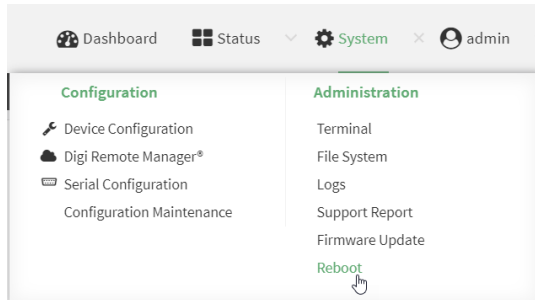 Dashboard Status System admin
Configuration
Device Configuration
Digi Remote Manager®
Serial Configuration
Configuration Maintenance
Administration
Terminal
File System
Logs
Support Report
Firmware Update
Reboot